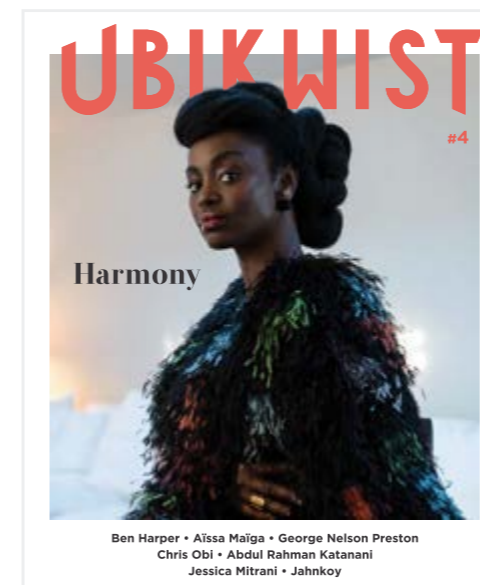 UBIKWIST
#4
Harmony
Ben Harper • Aïssa Maïga • George Nelson Preston
Chris Obi • Abdul Rahman Katanani
Jessica Mitrani • Jahnkoy